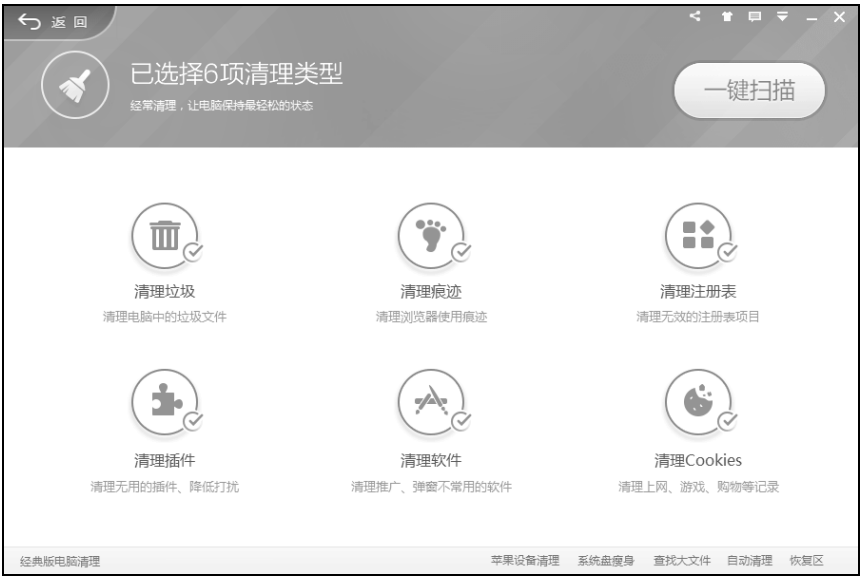 返回
已选择6项清理类型
经常清理，让电脑保持最轻松的状态
一键扫描
清理垃圾
清理电脑中的垃圾文件
清理痕迹
清理浏览器使用痕迹
清理注册表
清理无效的注册表项目
清理插件
清理无用的插件、降低打扰
清理软件
清理推广、弹窗不常用的软件
清理Cookies
清理上网、游戏、购物等记录
经典版电脑清理
苹果设备清理 系统盘瘦身 查找大文件 自动清理 恢复区